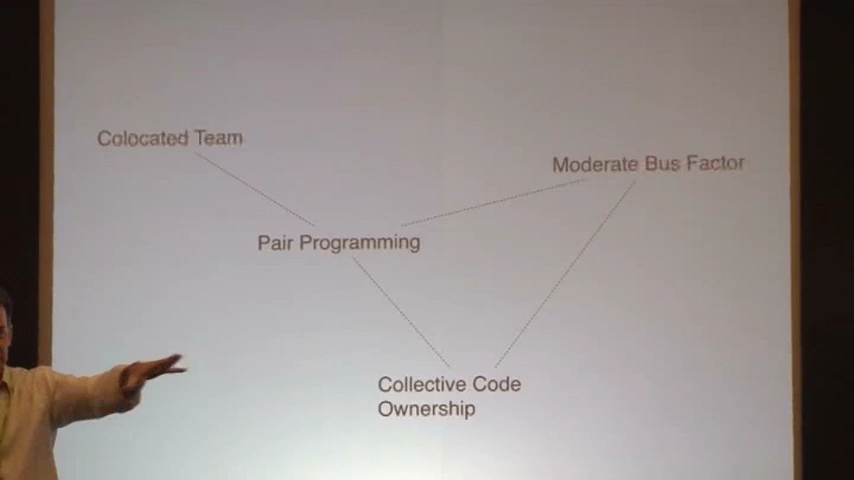 Colocated Team
Moderate Bus Factor
Pair Programming
Collective Code
Ownership